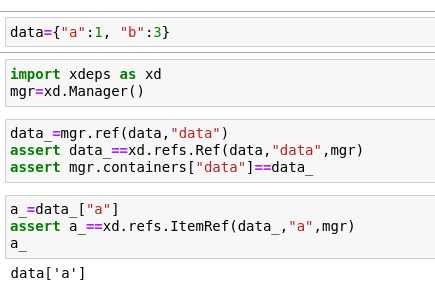 data={"a":1, "b":3}
import xdeps as xd
mgr=xd.Manager()
data_=mgr.ref(data,"data")
assert data_==xd.refs.Ref(data,"data",mgr)
assert mgr.containers["data"]==data_
a_=data_["a"]
assert a_==xd.refs.ItemRef(data_,"a",mgr)
a_
data['a']